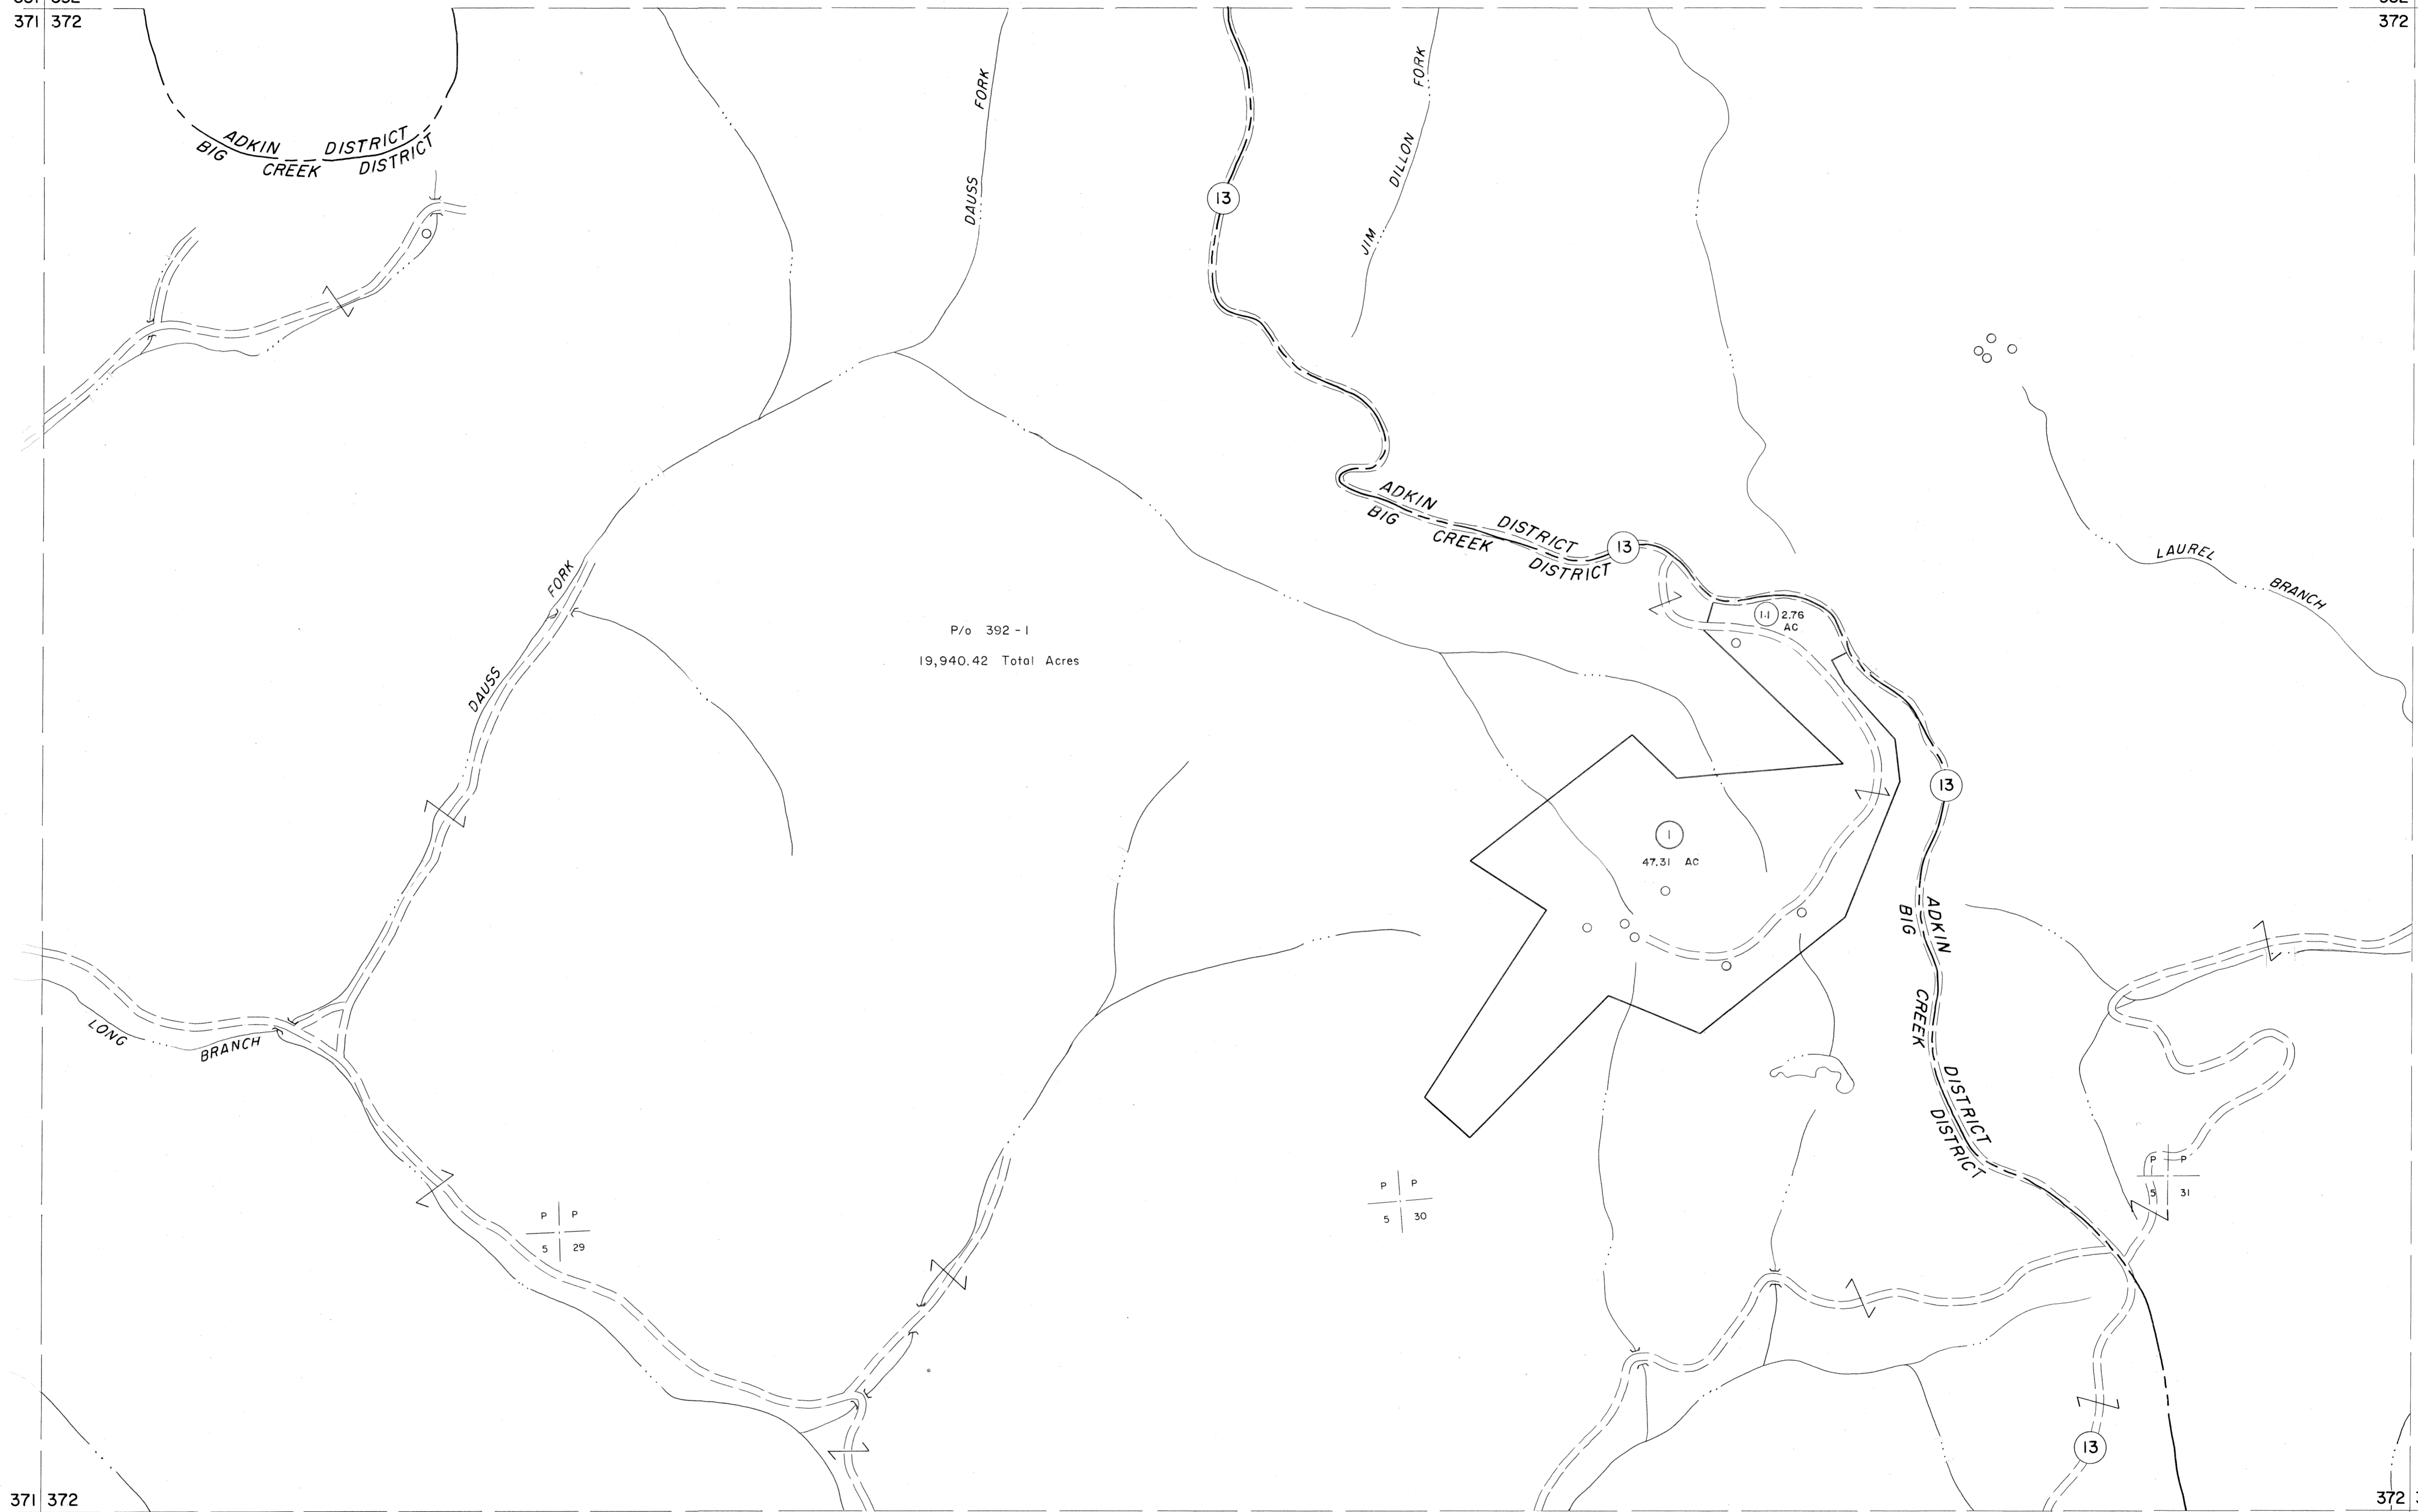 371 372
372
ADKIN DISTRICT
BIG CREEK DISTRICT
DAUSS FORK
JIM DILLON FORK
13
ADKIN DISTRICT
BIG CREEK DISTRICT
13
LAUREL BRANCH
DAUSS FORK
P/o 392-1
19,940.42 Total Acres
1.1 2.76
AC
13
1
47.31 AC
ADKIN DISTRICT
BIG CREEK DISTRICT
LONG BRANCH
P P
5 29
P P
5 30
P P
5 31
13
371 372
372